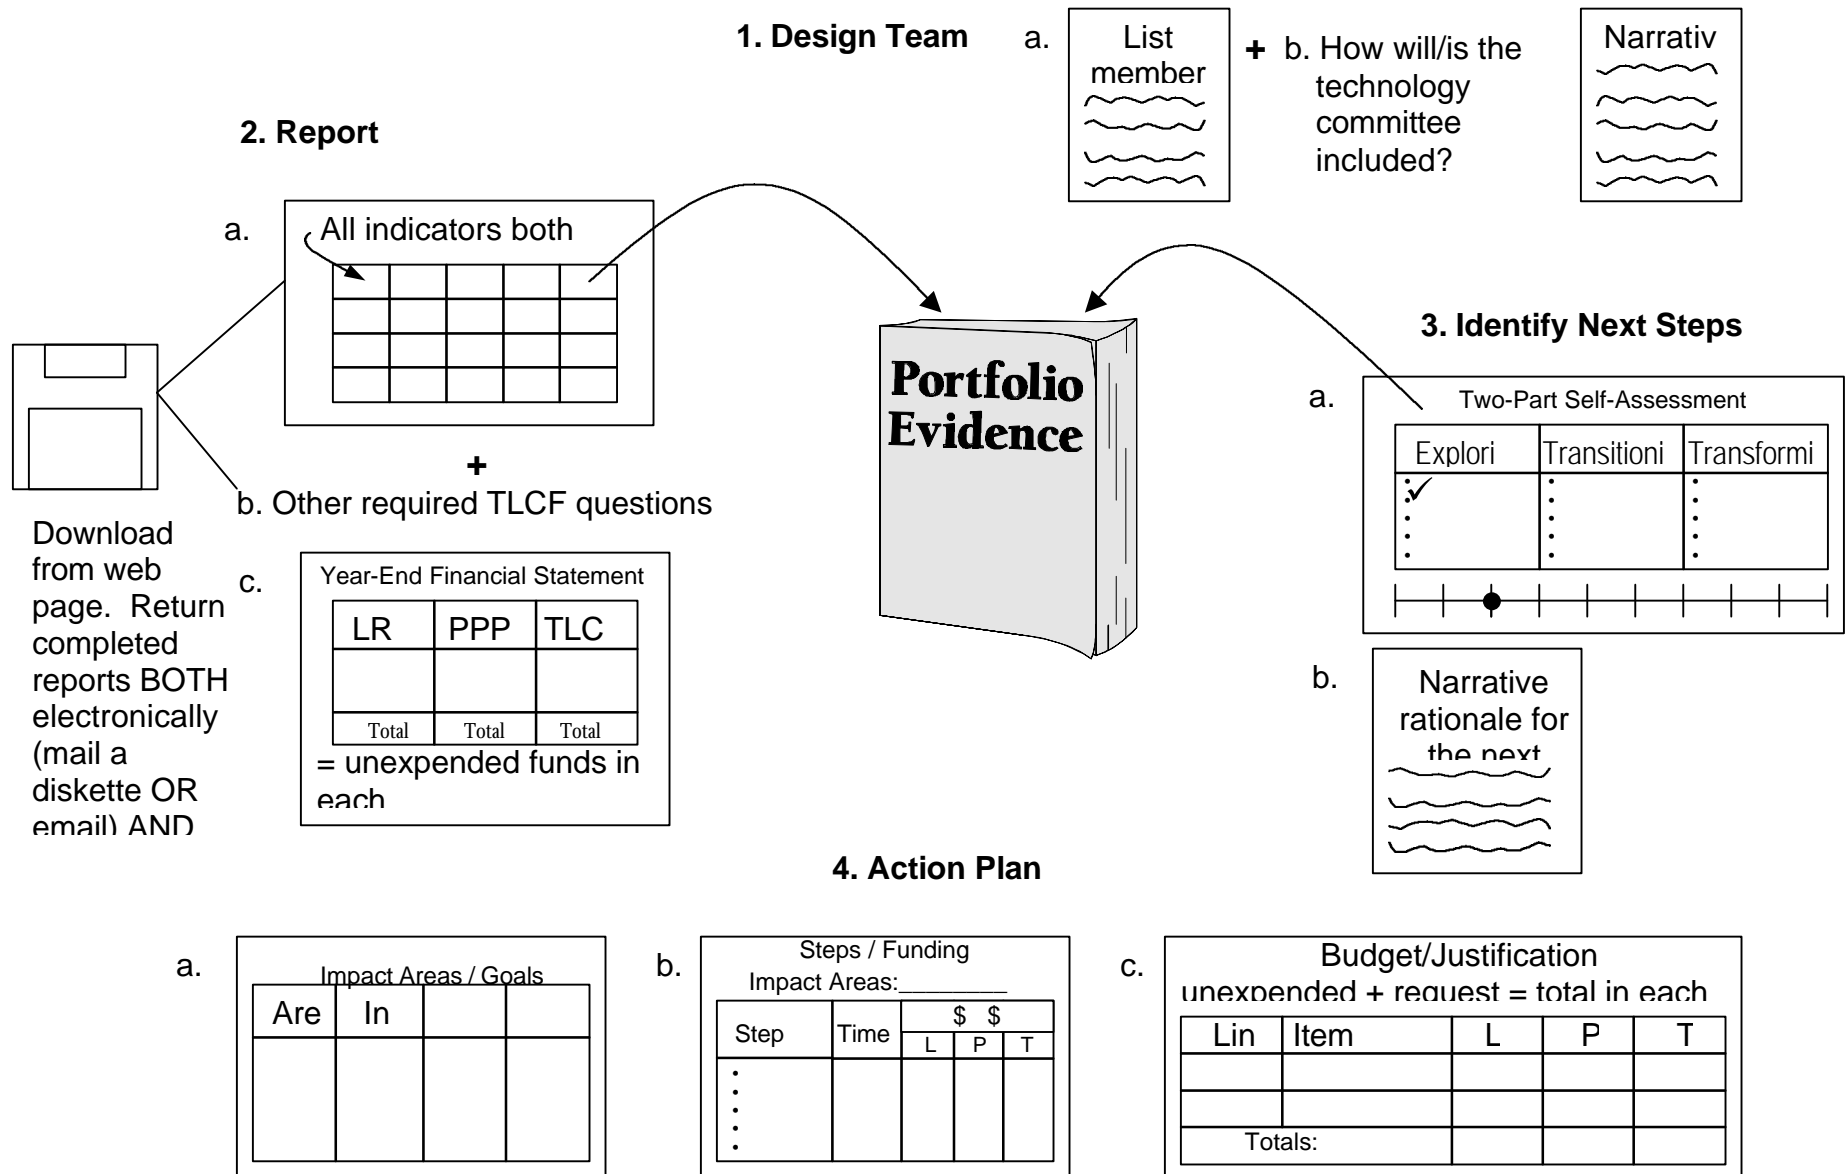 1. Design Team
a.
List
member
+ b. How will/is the
technology
committee
included?
Narrativ
2. Report
a.
All indicators both
+
b. Other required TLCF questions
Download
from web
page. Return
completed
reports BOTH
electronically
(mail a
diskette OR
email) AND
c.
Year-End Financial Statement
LR PPP TLC
Total Total Total
= unexpended funds in
each
Portfolio
Evidence
3. Identify Next Steps
a.
Two-Part Self-Assessment
Explori Transitioni Transformi
b.
Narrative
rationale for
the next
4. Action Plan
a.
Impact Areas / Goals
Are In
b.
Steps / Funding
Impact Areas:________
Step Time $ $
L P T
c.
Budget/Justification
unexpended + request = total in each
Lin Item L P T
Totals: